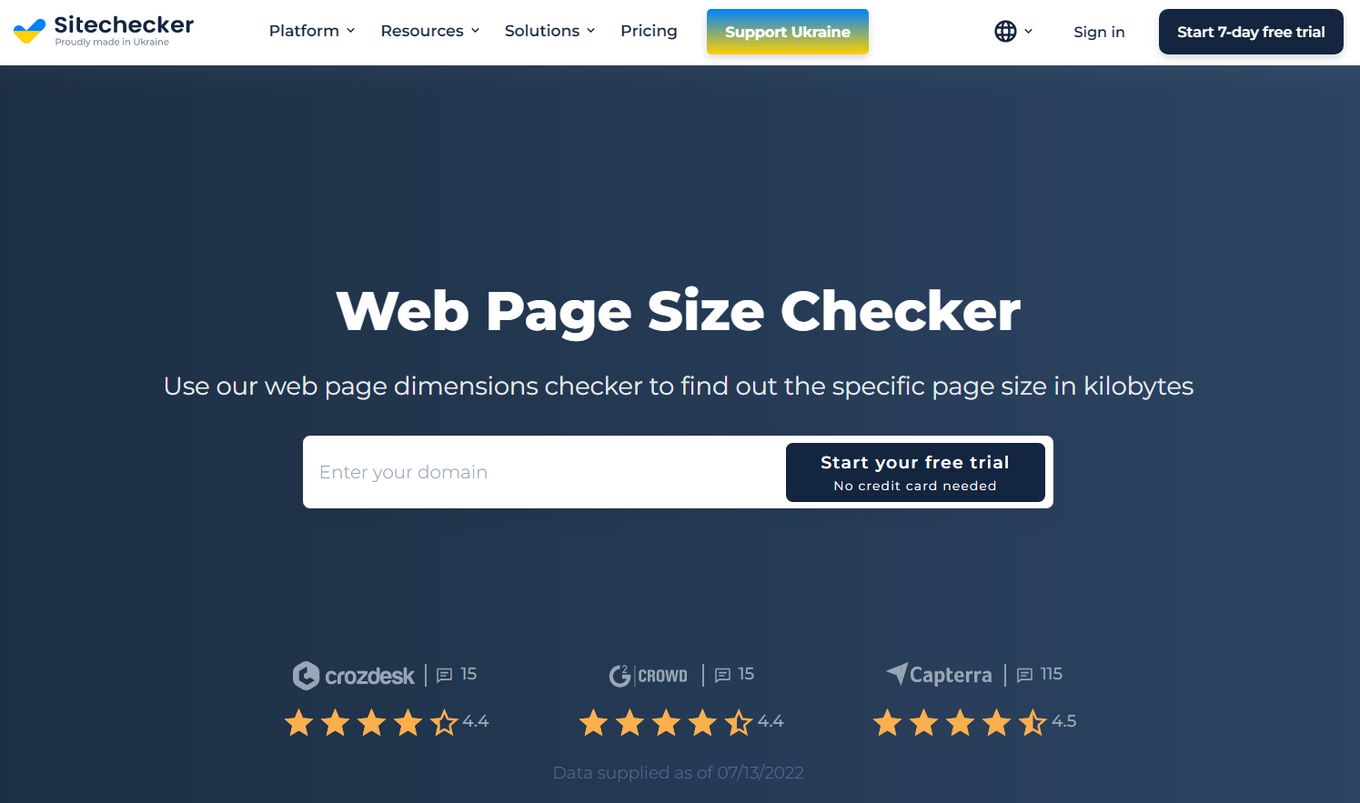 Sitechecker
Proudly made in Ukraine
Platform Resources Solutions Pricing Support Ukraine Sign in Start 7-day free trial
Web Page Size Checker
Use our web page dimensions checker to find out the specific page size in kilobytes
Enter your domain
Start your free trial
No credit card needed
crozdesk 15
4.4
G2 CROWD 15
4.4
Capterra 115
4.5
Data supplied as of 07/13/2022